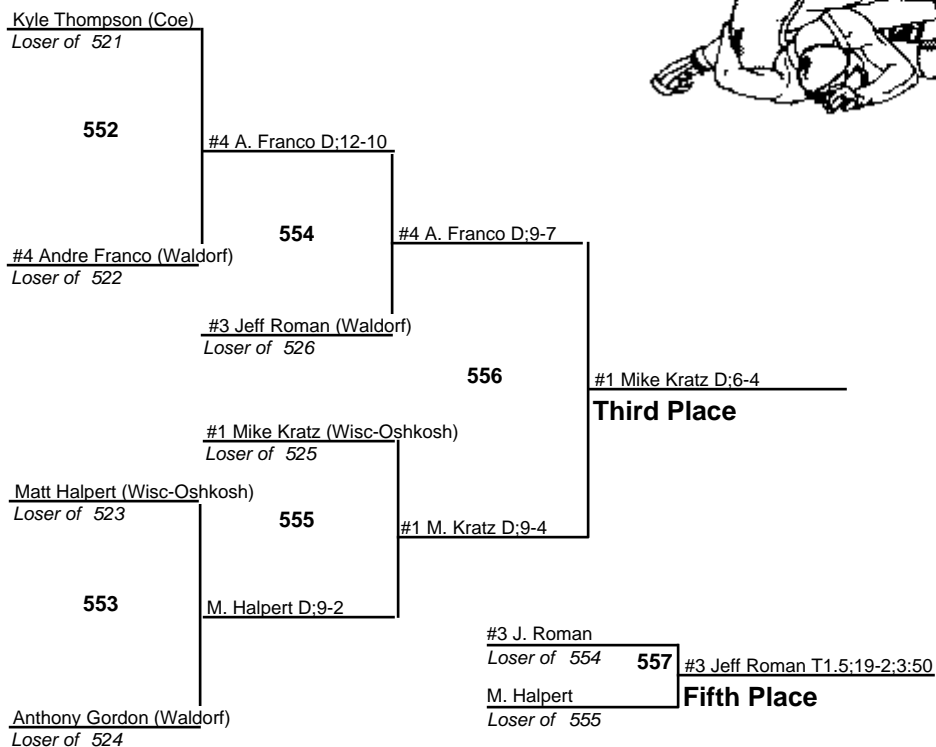 Kyle Thompson (Coe)
Loser of 521
552
#4 A. Franco D;12-10
#4 Andre Franco (Waldorf)
Loser of 522
554
#4 A. Franco D;9-7
#3 Jeff Roman (Waldorf)
Loser of 526
556
#1 Mike Kratz D;6-4
Third Place
#1 Mike Kratz (Wisc-Oshkosh)
Loser of 525
Matt Halpert (Wisc-Oshkosh)
Loser of 523
555
#1 M. Kratz D;9-4
553
M. Halpert D;9-2
Anthony Gordon (Waldorf)
Loser of 524
#3 J. Roman
Loser of 554
557
#3 Jeff Roman T1.5;19-2;3:50
Fifth Place
M. Halpert
Loser of 555